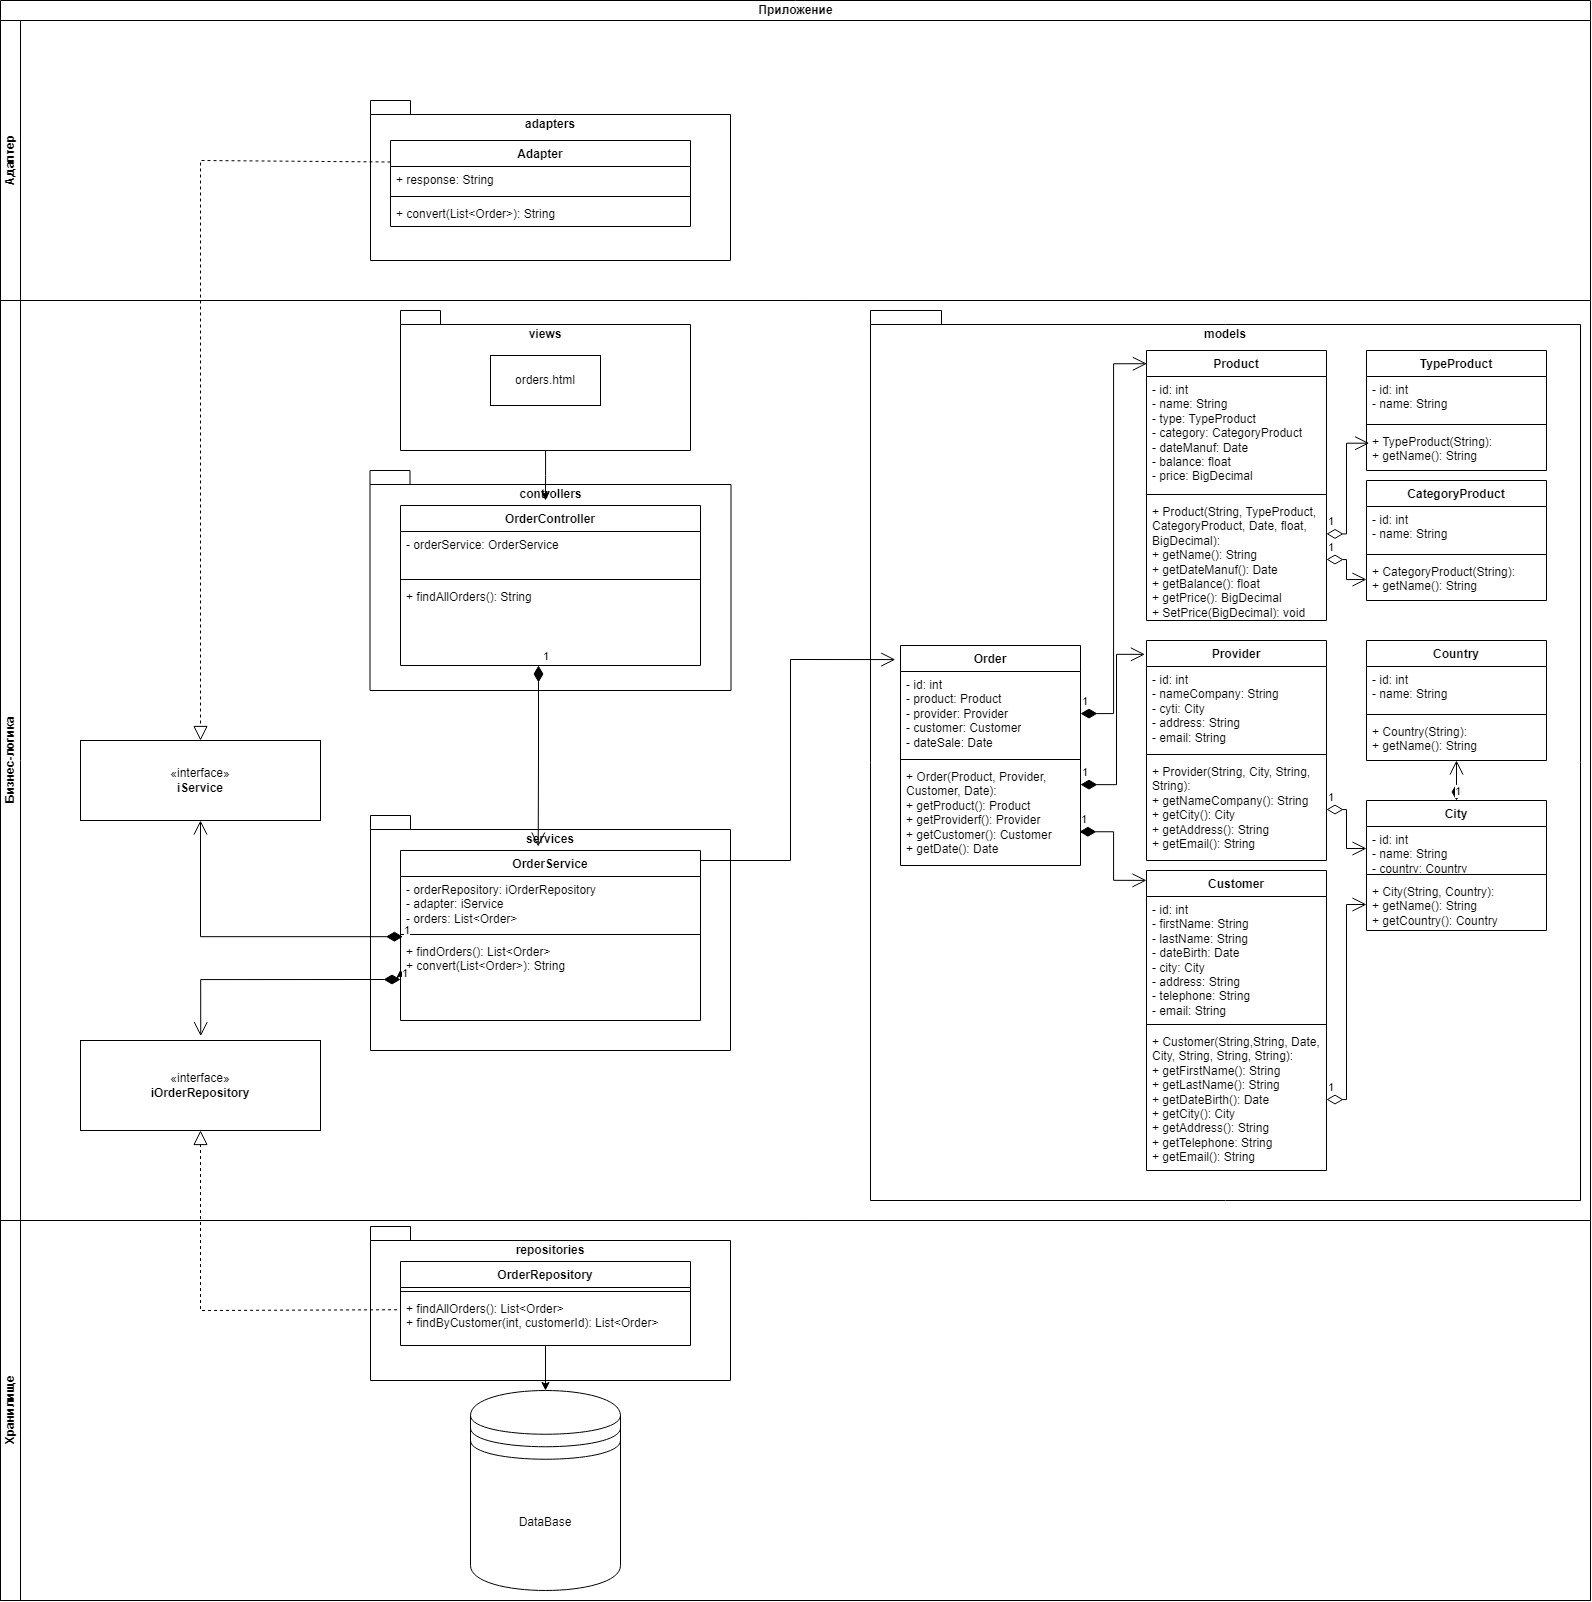 Приложение
Адаптер
adapters
Adapter
+ response: String
+ convert(List<Order>): String
Бизнес-логика
views
orders.html
controllers
OrderController
- orderService: OrderService
+ findAllOrders(): String
1
«interface»
iService
services
OrderService
- orderRepository: iOrderRepository
- adapter: iService
- orders: List<Order>
1
+ findOrders(): List<Order>
+ convert(List<Order>): String
1
«interface»
iOrderRepository
models
Order
- id: int
- product: Product
- provider: Provider
- customer: Customer
- dateSale: Date
1
+ Order(Product, Provider,
Customer, Date):
+ getProduct(): Product
+ getProviderf(): Provider
+ getCustomer(): Customer
+ getDate(): Date
1
1
Product
- id: int
- name: String
- type: TypeProduct
- category: CategoryProduct
- dateManuf: Date
- balance: float
- price: BigDecimal
+ Product(String, TypeProduct,
CategoryProduct, Date, float,
BigDecimal):
+ getName(): String
+ getDateManuf(): Date
+ getBalance(): float
+ getPrice(): BigDecimal
+ SetPrice(BigDecimal): void
1
1
TypeProduct
- id: int
- name: String
+ TypeProduct(String):
+ getName(): String
CategoryProduct
- id: int
- name: String
+ CategoryProduct(String):
+ getName(): String
Provider
- id: int
- nameCompany: String
- cyti: City
- address: String
- email: String
+ Provider(String, City, String,
String):
+ getNameCompany(): String
+ getCity(): City
+ getAddress(): String
+ getEmail(): String
1
Country
- id: int
- name: String
+ Country(String):
+ getName(): String
1
City
- id: int
- name: String
- country: Country
+ City(String, Country):
+ getName(): String
+ getCountry(): Country
Customer
- id: int
- firstName: String
- lastName: String
- dateBirth: Date
- city: City
- address: String
- telephone: String
- email: String
+ Customer(String,String, Date,
City, String, String, String):
+ getFirstName(): String
+ getLastName(): String
+ getDateBirth(): Date
+ getCity(): City
+ getAddress(): String
+ getTelephone: String
+ getEmail(): String
1
Хранилище
repositories
OrderRepository
+ findAllOrders(): List<Order>
+ findByCustomer(int, customerId): List<Order>
DataBase